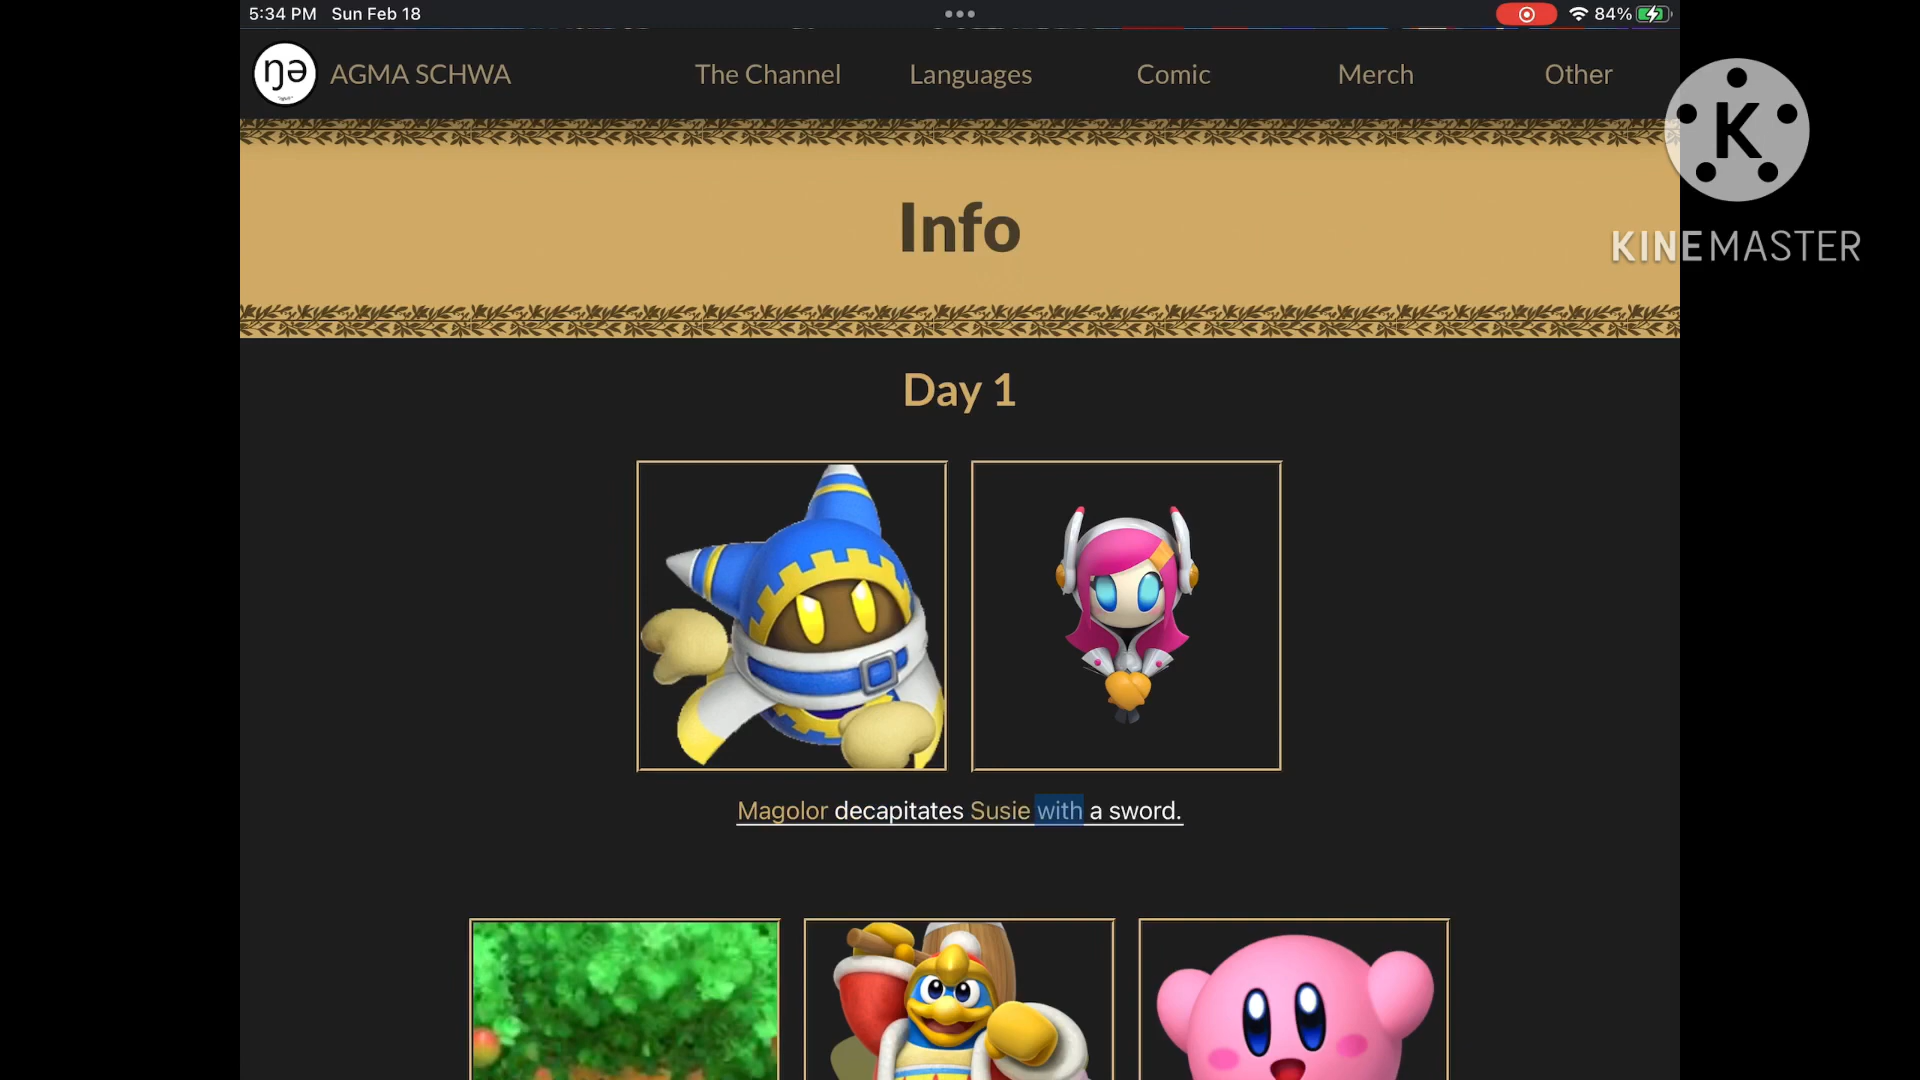 5:34 PM Sun Feb 18
84%
ŋə AGMA SCHWA The Channel Languages Comic Merch Other
K
KINEMASTER
Info
Day 1
Magolor decapitates Susie with a sword.